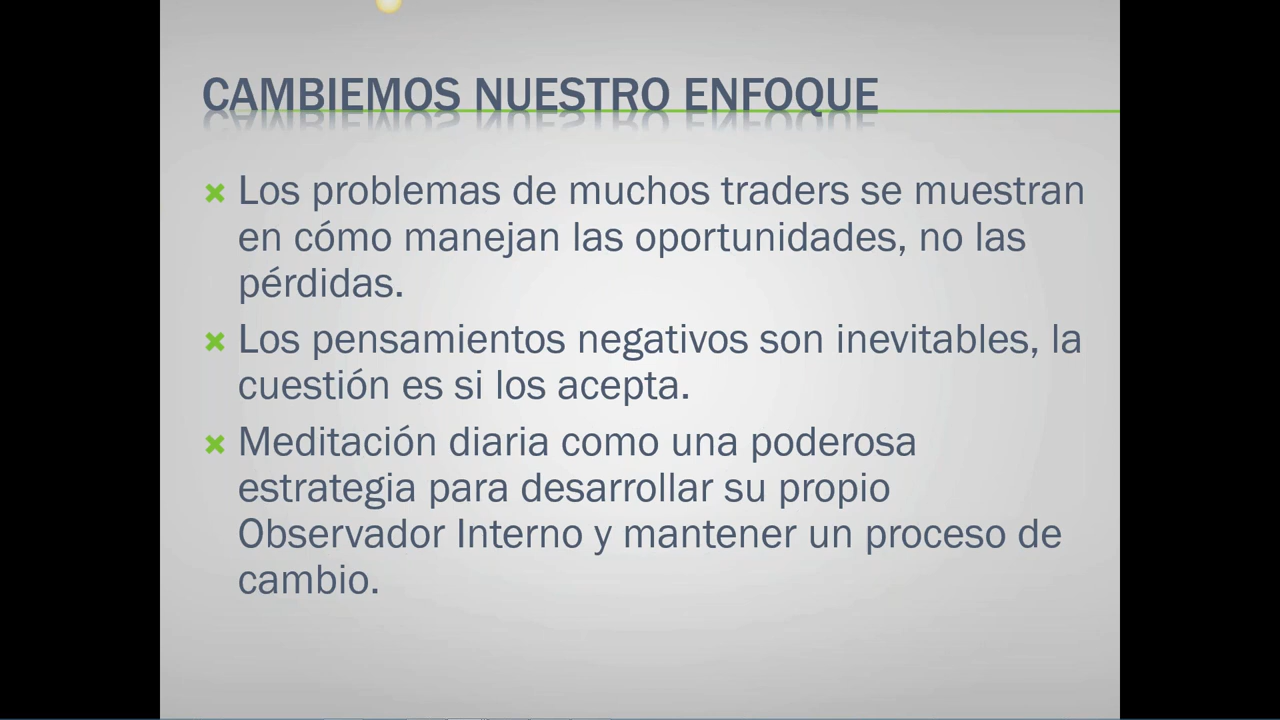 CAMBIEMOS NUESTRO ENFOQUE
Los problemas de muchos traders se muestran
en cómo manejan las oportunidades, no las
pérdidas.
Los pensamientos negativos son inevitables, la
cuestión es si los acepta.
Meditación diaria como una poderosa
estrategia para desarrollar su propio
Observador Interno y mantener un proceso de
cambio.